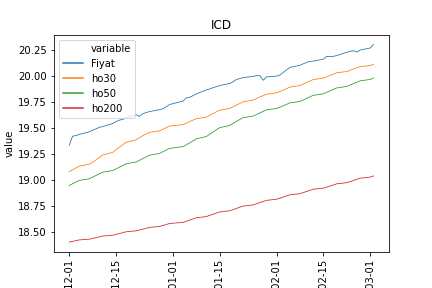 ICD
value
20.25
20.00
19.75
19.50
19.25
19.00
18.75
18.50
variable
Fiyat
ho30
ho50
ho200
12-01
12-15
01-01
01-15
02-01
02-15
03-01